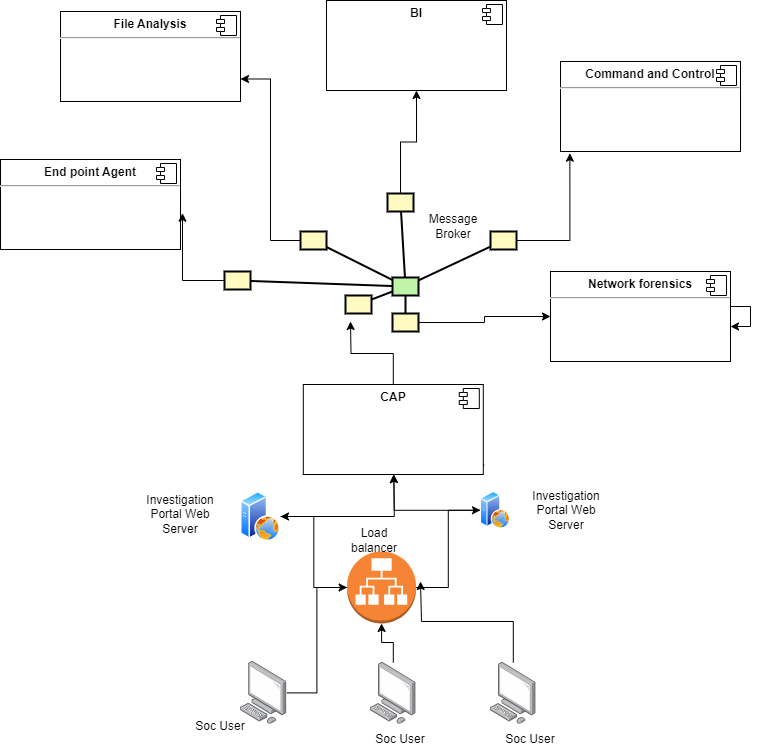 BI
File Analysis
Command and Control
End point Agent
Message
Broker
Network forensics
CAP
Investigation
Portal Web
Server
Investigation
Portal Web
Server
Load
balancer
Soc User
Soc User
Soc User